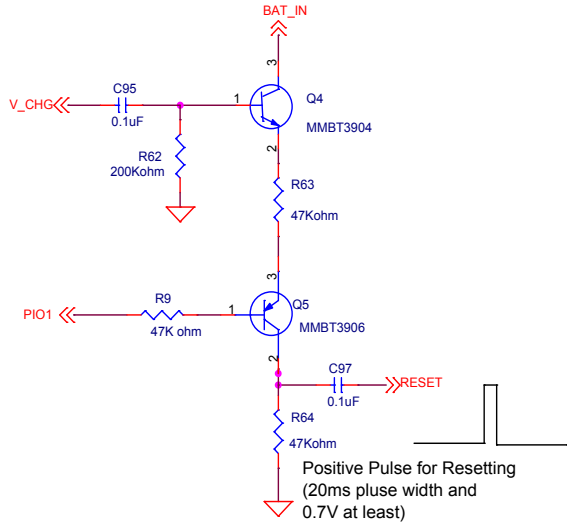 BAT_IN
3
C95
V_CHG
1
Q4
0.1uF
MMBT3904
R62
2
200Kohm
R63
47Kohm
3
R9
Q5
PIO1
1
47K ohm
MMBT3906
2
C97
RESET
0.1uF
R64
47Kohm
Positive Pulse for Resetting
(20ms pluse width and
0.7V at least)